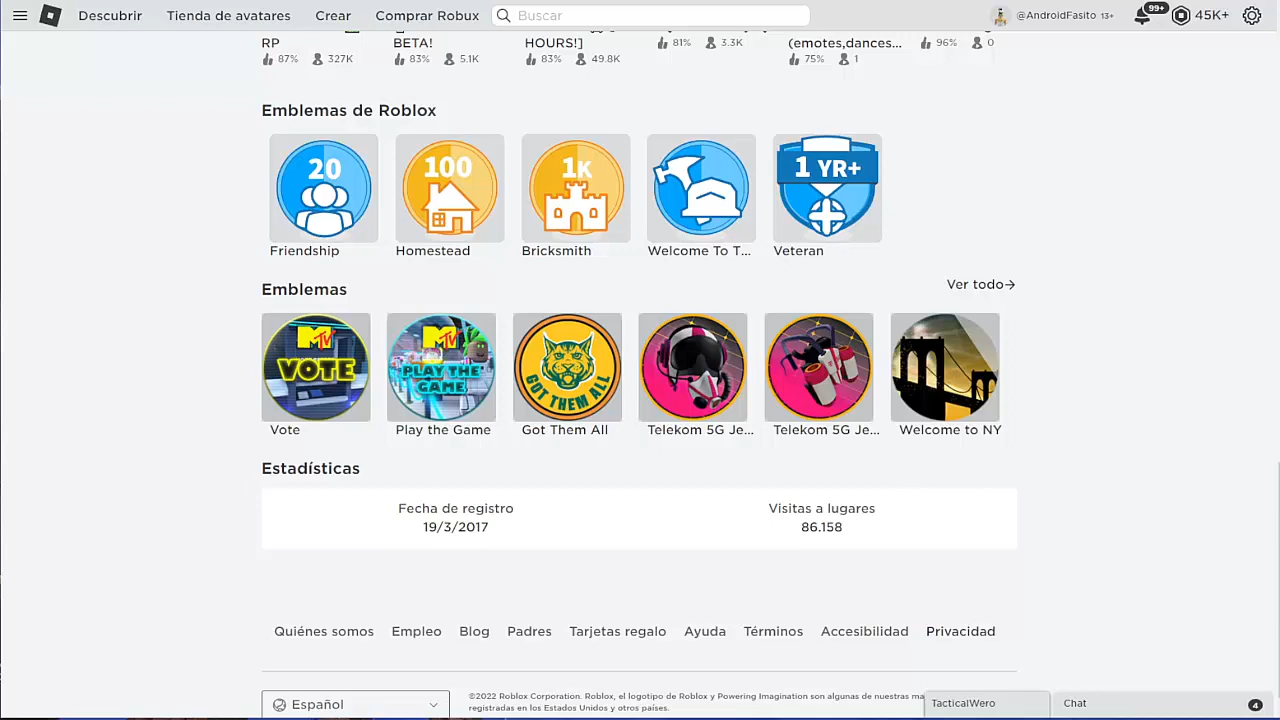 Descubrir Tienda de avatares Crear Comprar Robux Buscar @AndroidFasito 13+ 99+ 45K+
RP BETA! HOURS!] 81% 3.3K (emotes,dances... 96% 0
87% 327K 83% 5.1K 83% 49.8K 75% 1
Emblemas de Roblox
20 100 1K 1 YR+
Friendship Homestead Bricksmith Welcome To T... Veteran
Emblemas Ver todo→
MTV VOTE
MTV PLAY THE GAME
GOT THEM ALL
Vote Play the Game Got Them All Telekom 5G Je... Telekom 5G Je... Welcome to NY
Estadísticas
Fecha de registro Visitas a lugares
19/3/2017 86.158
Quiénes somos Empleo Blog Padres Tarjetas regalo Ayuda Términos Accesibilidad Privacidad
Español
©2022 Roblox Corporation. Roblox, el logotipo de Roblox y Powering Imagination son algunas de nuestras ma
registradas en los Estados Unidos y otros países.
TacticalWero Chat 4